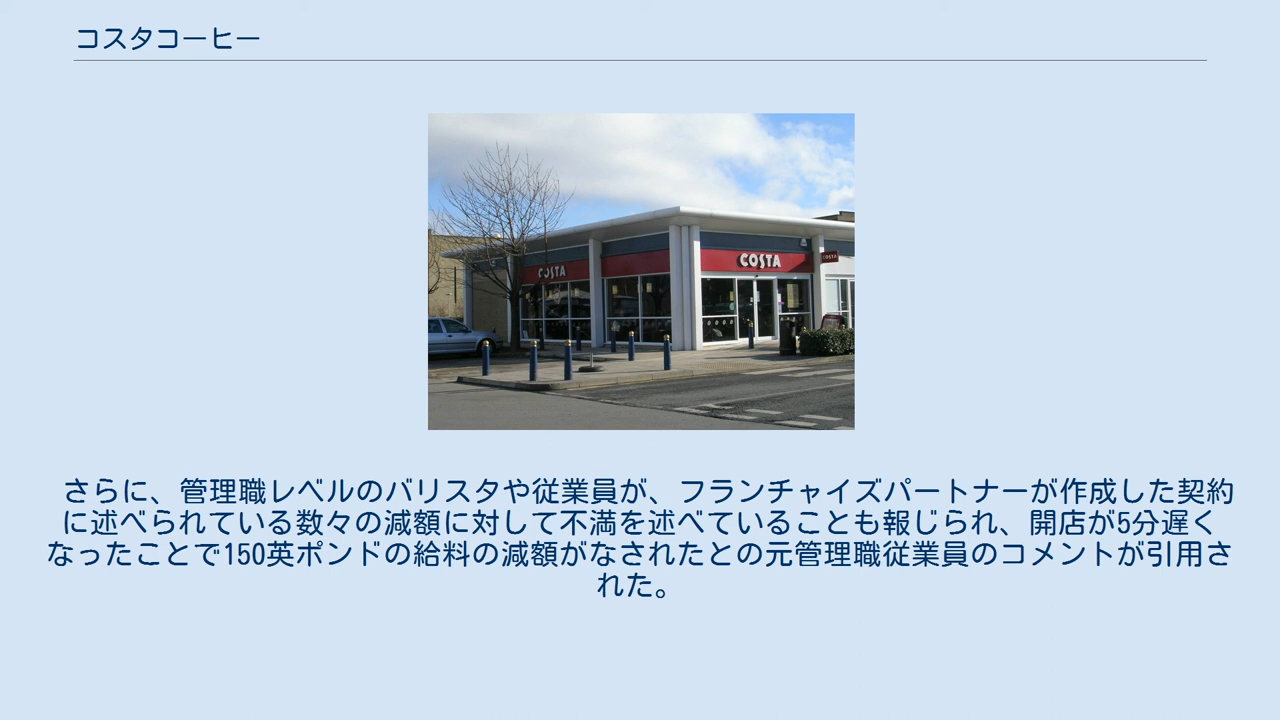 コスタコーヒー
COSTA
COSTA
COSTA
さらに、管理職レベルのバリスタや従業員が、フランチャイズパートナーが作成した契約
に述べられている数々の減額に対して不満を述べていることも報じられ、開店が5分遅く
なったことで150英ポンドの給料の減額がなされたとの元管理職従業員のコメントが引用さ
れた。